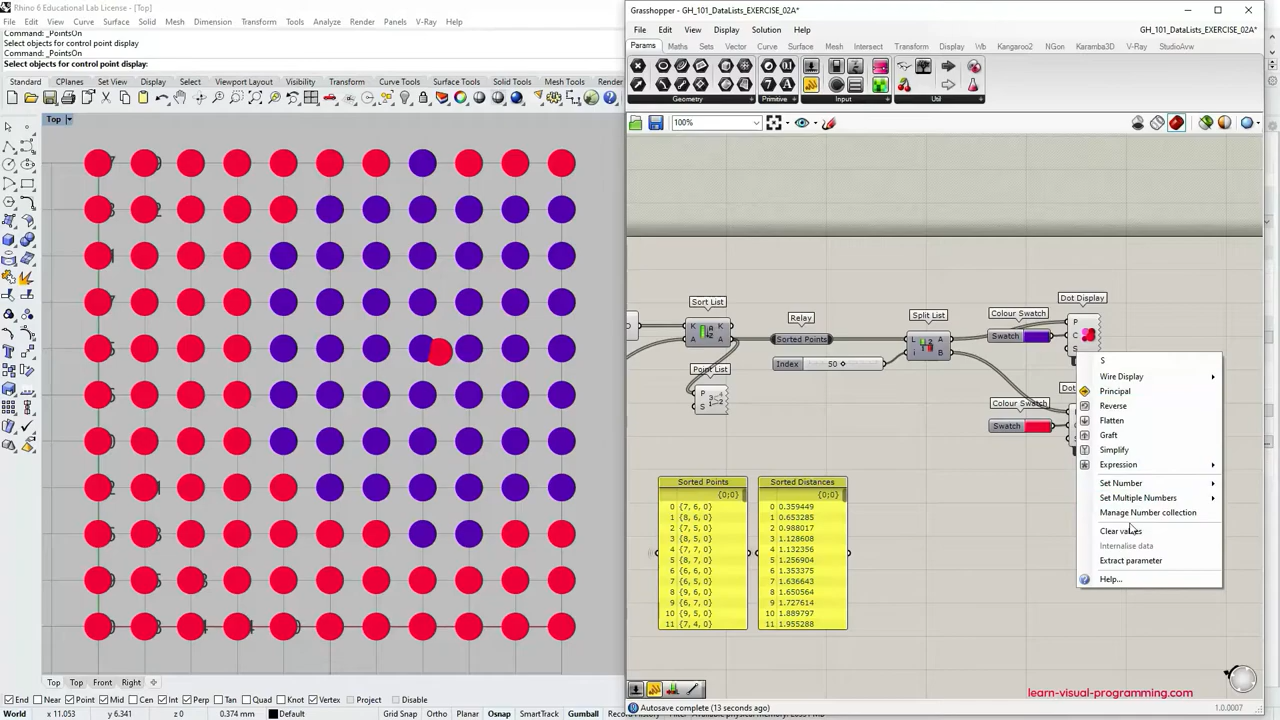 Rhino 6 Educational Lab License - [Top]
File Edit View Curve Surface Solid Mesh Dimension Transform Tools Analyze Render Panels V-Ray Help
Command: _PointsOn
Select objects for control point display
Command: _PointsOn
Select objects for control point display:
Standard CPlanes Set View Display Select Viewport Layout Visibility Transform Curve Tools Surface Tools Solid Tools Mesh Tools Render
Top
Top Top Front Right
End Near Point Mid Cen Int Perp Tan Quad Knot Vertex Project Disable
World x 11.053 y 6.341 z 0 0.374 mm Default Grid Snap Ortho Planar Osnap SmartTrack Gumball
Grasshopper - GH_101_DataLists_EXERCISE_02A*
File Edit View Display Solution Help
GH_101_DataLists_EXERCISE_02A*
Params Maths Sets Vector Curve Surface Mesh Intersect Transform Display Wb Kangaroo2 NGon Karamba3D V-Ray StudioAvw
Geometry Primitive Input Util
100%
Sort List
K K
A A
Relay
Sorted Points
Point List
P
S
Index 50
Split List
L A
i B
Colour Swatch
Swatch
Dot Display
P
C
S
Colour Swatch
Swatch
Dot
Sorted Points
{0;0}
0 {7, 6, 0}
1 {8, 6, 0}
2 {7, 5, 0}
3 {8, 5, 0}
4 {7, 7, 0}
5 {8, 7, 0}
6 {6, 6, 0}
7 {6, 5, 0}
8 {9, 6, 0}
9 {6, 7, 0}
10 {9, 5, 0}
11 {7, 4, 0}
Sorted Distances
{0;0}
0 0.359449
1 0.653285
2 0.988017
3 1.128608
4 1.132356
5 1.256904
6 1.353375
7 1.636643
8 1.650564
9 1.727614
10 1.889797
11 1.955288
S
Wire Display
Principal
Reverse
Flatten
Graft
Simplify
Expression
Set Number
Set Multiple Numbers
Manage Number collection
Clear values
Internalise data
Extract parameter
Help...
learn-visual-programming.com
Autosave complete (13 seconds ago)
1.0.0007